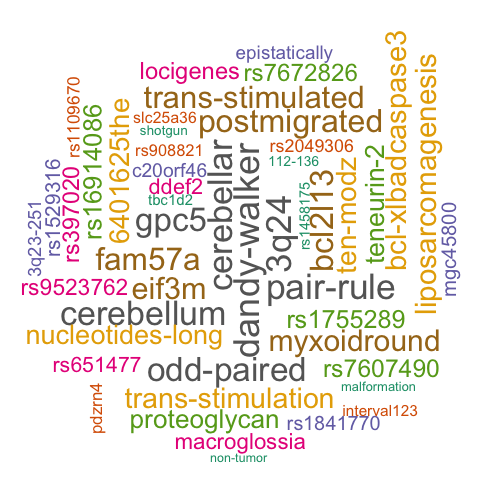 epistatically
locigenes
rs7672826
trans-stimulated
slc25a36
postmigrated
shotgun
rs1109670
rs16914086
6401625the
rs908821
rs2049306
112-136
c20orf46
ddef2
tbc1d2
gpc5
cerebellar
dandy-walker
3q24
rs1458175
bcl2l13
ten-modz
teneurin-2
bcl-xlbadcaspase3
liposarcomagenesis
mgc45800
3q23-251
rs1529316
rs397020
fam57a
rs9523762
eif3m
pair-rule
cerebellum
rs1755289
nucleotides-long
myxoidround
rs651477
odd-paired
rs7607490
malformation
pdzrn4
trans-stimulation
interval123
proteoglycan
rs1841770
macroglossia
non-tumor